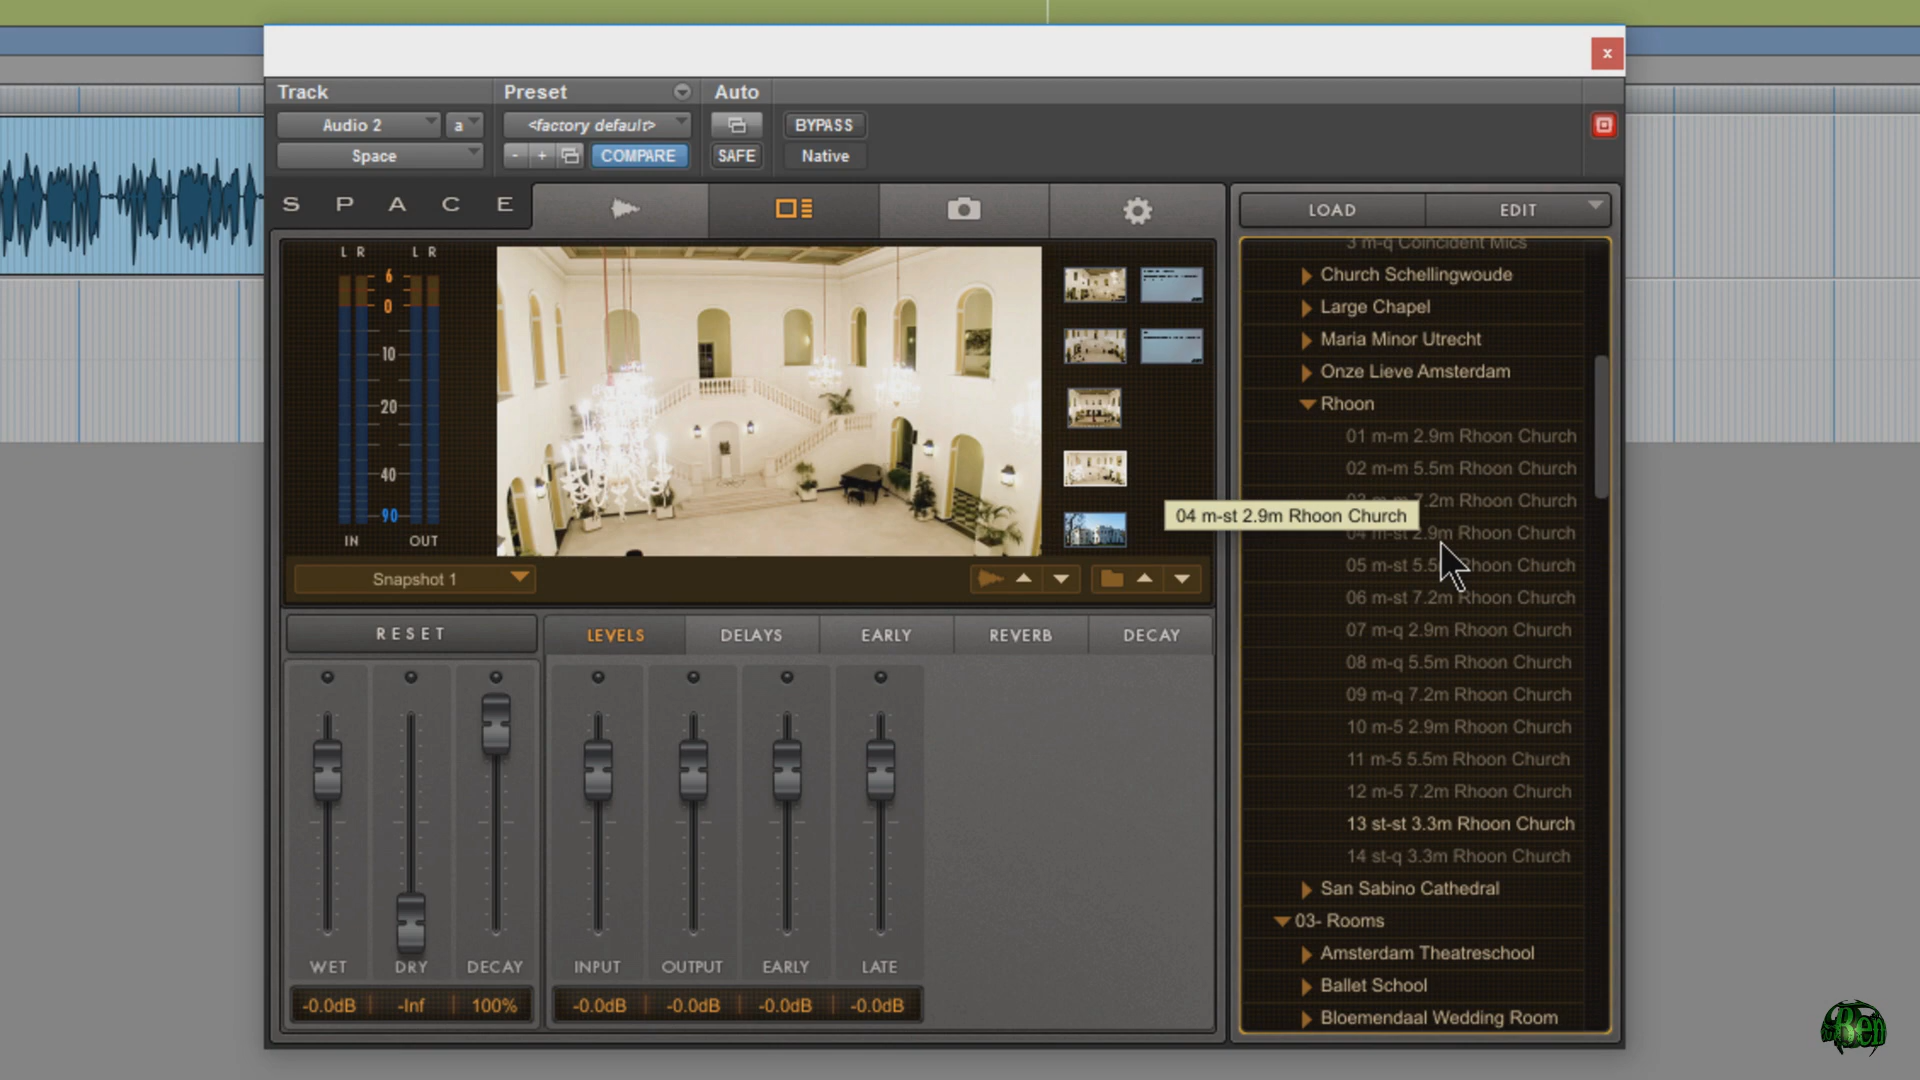 x
Track
Preset
Auto
Audio 2
a
<factory default>
BYPASS
Space
- +
COMPARE
SAFE
Native
SPACE
LOAD
EDIT
L R
L R
6
0
10
20
40
90
IN
OUT
Snapshot 1
3 m-q Coincident Mics
Church Schellingwoude
Large Chapel
Maria Minor Utrecht
Onze Lieve Amsterdam
Rhoon
01 m-m 2.9m Rhoon Church
02 m-m 5.5m Rhoon Church
03 m-m 7.2m Rhoon Church
04 m-st 2.9m Rhoon Church
04 m-st 2.9m Rhoon Church
05 m-st 5.5 Rhoon Church
06 m-st 7.2m Rhoon Church
07 m-q 2.9m Rhoon Church
08 m-q 5.5m Rhoon Church
09 m-q 7.2m Rhoon Church
10 m-5 2.9m Rhoon Church
11 m-5 5.5m Rhoon Church
12 m-5 7.2m Rhoon Church
13 st-st 3.3m Rhoon Church
14 st-q 3.3m Rhoon Church
San Sabino Cathedral
03- Rooms
Amsterdam Theatreschool
Ballet School
Bloemendaal Wedding Room
RESET
LEVELS
DELAYS
EARLY
REVERB
DECAY
WET
DRY
DECAY
INPUT
OUTPUT
EARLY
LATE
-0.0dB
-Inf
100%
-0.0dB
-0.0dB
-0.0dB
-0.0dB
Ben